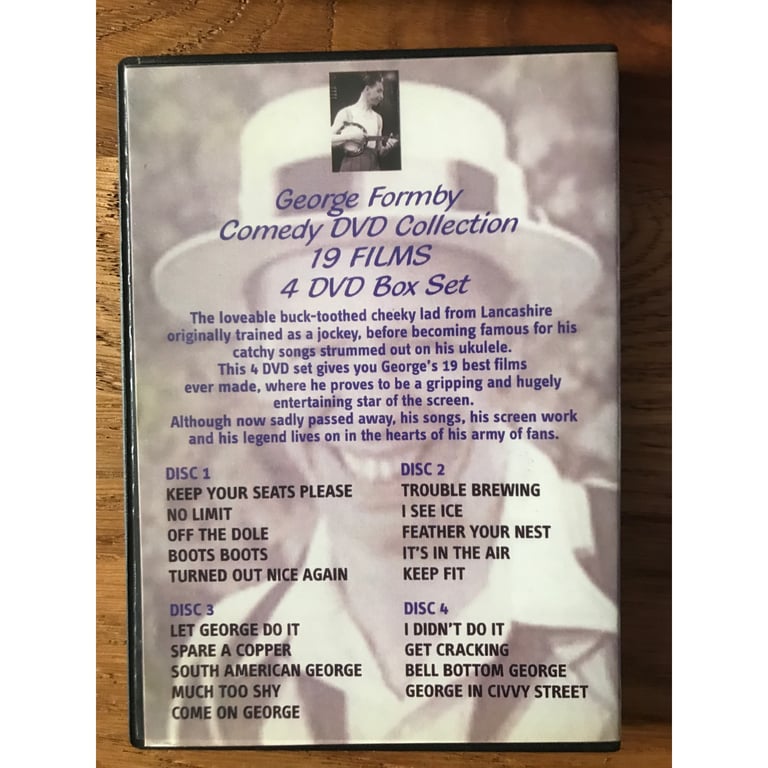 George Formby
Comedy DVD Collection
19 FILMS
4 DVD Box Set
The loveable buck-toothed cheeky lad from Lancashire
originally trained as a jockey, before becoming famous for his
catchy songs strummed out on his ukulele.
This 4 DVD set gives you George's 19 best films
ever made, where he proves to be a gripping and hugely
entertaining star of the screen.
Although now sadly passed away, his songs, his screen work
and his legend lives on in the hearts of his army of fans.
DISC 1
KEEP YOUR SEATS PLEASE
NO LIMIT
OFF THE DOLE
BOOTS BOOTS
TURNED OUT NICE AGAIN
DISC 2
TROUBLE BREWING
I SEE ICE
FEATHER YOUR NEST
IT'S IN THE AIR
KEEP FIT
DISC 3
LET GEORGE DO IT
SPARE A COPPER
SOUTH AMERICAN GEORGE
MUCH TOO SHY
COME ON GEORGE
DISC 4
I DIDN'T DO IT
GET CRACKING
BELL BOTTOM GEORGE
GEORGE IN CIVVY STREET